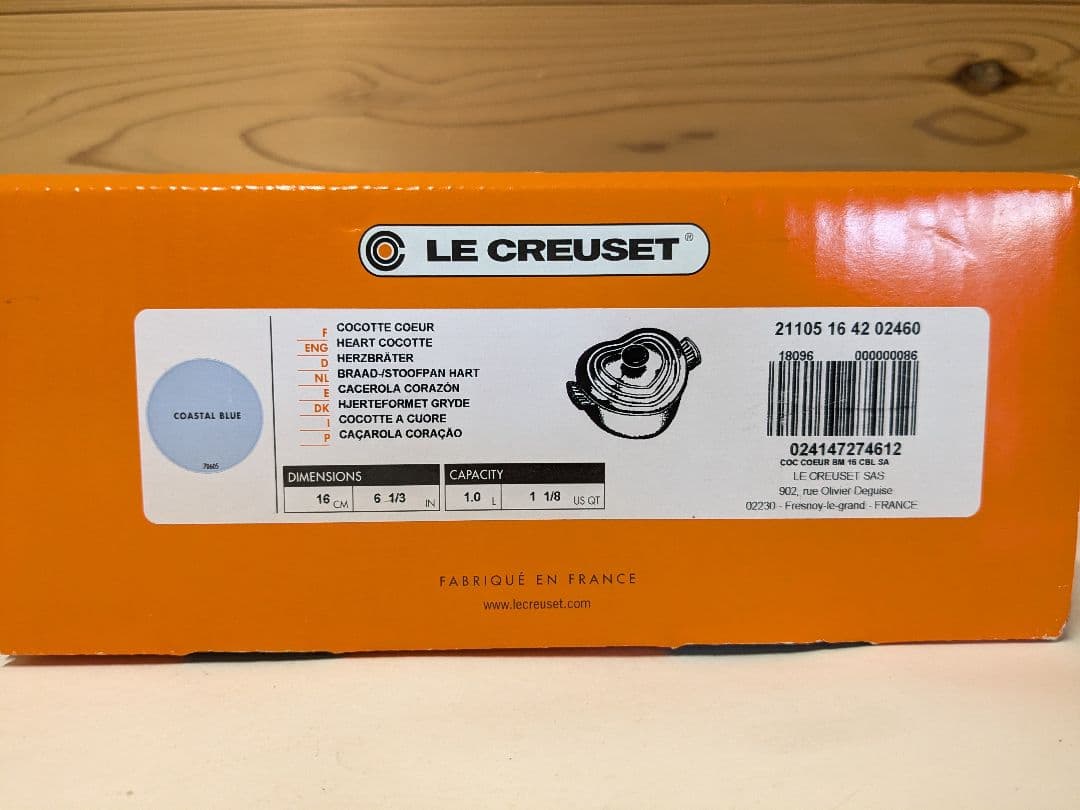 LE CREUSET®
COASTAL BLUE
70605
F COCOTTE COEUR
ENG HEART COCOTTE
D HERZBRÄTER
NL BRAAD-/STOOFPAN HART
E CACEROLA CORAZÓN
DK HJERTEFORMET GRYDE
I COCOTTE A CUORE
P CAÇAROLA CORAÇÃO
DIMENSIONS
16 CM 6 1/3 IN
CAPACITY
1.0 L 1 1/8 US QT
21105 16 42 02460
18096 000000086
024147274612
COC COEUR BM 16 CBL SA
LE CREUSET SAS
902, rue Olivier Deguise
02230 - Fresnoy-le-grand - FRANCE
FABRIQUÉ EN FRANCE
www.lecreuset.com